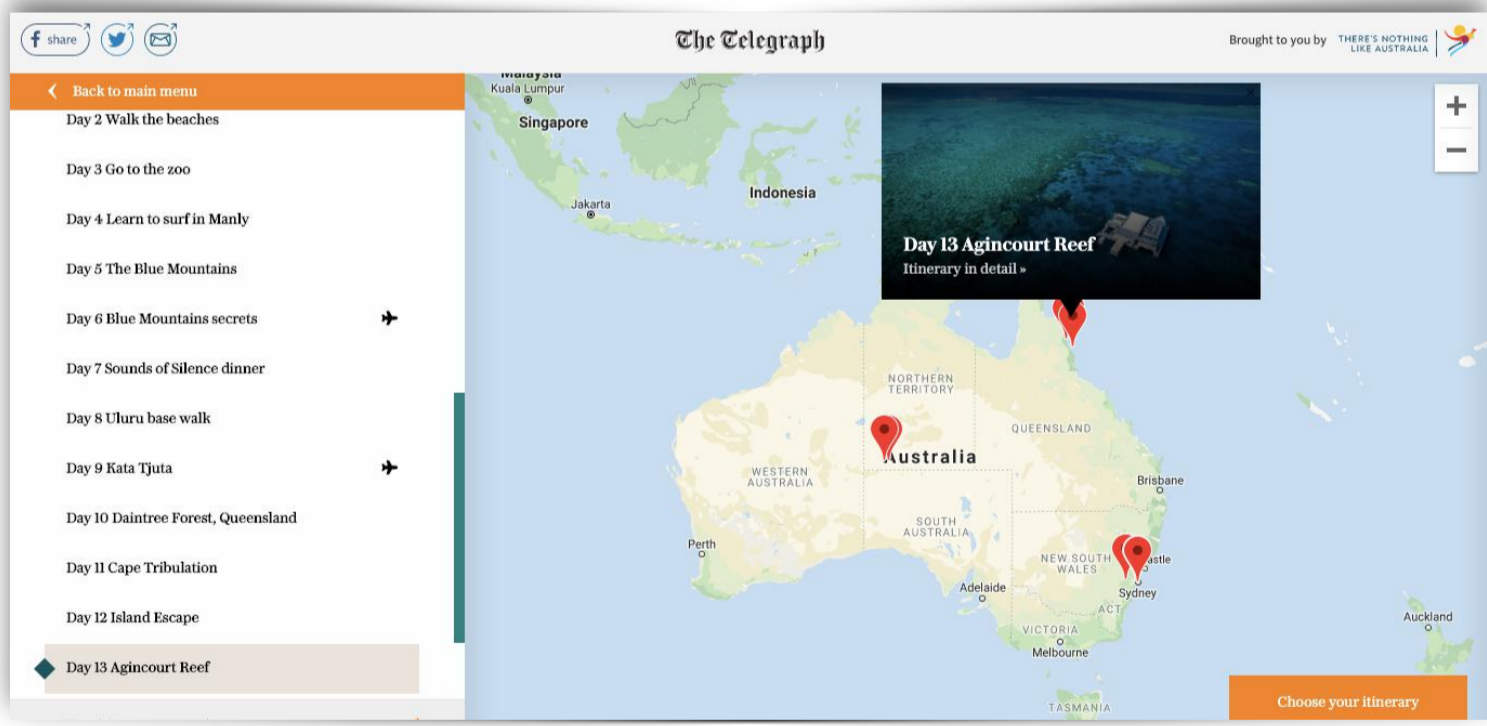 share
The Telegraph
Brought to you by
THERE'S NOTHING
LIKE AUSTRALIA
Back to main menu
Day 2 Walk the beaches
Day 3 Go to the zoo
Day 4 Learn to surf in Manly
Day 5 The Blue Mountains
Day 6 Blue Mountains secrets
Day 7 Sounds of Silence dinner
Day 8 Uluru base walk
Day 9 Kata Tjuta
Day 10 Daintree Forest, Queensland
Day 11 Cape Tribulation
Day 12 Island Escape
Day 13 Agincourt Reef
Malaysia
Kuala Lumpur
Singapore
Indonesia
Jakarta
Day 13 Agincourt Reef
Itinerary in detail »
NORTHERN
TERRITORY
QUEENSLAND
Australia
WESTERN
AUSTRALIA
Brisbane
SOUTH
AUSTRALIA
Perth
NEW SOUTH
WALES
astle
Adelaide
Sydney
ACT
VICTORIA
Melbourne
Auckland
TASMANIA
Choose your itinerary